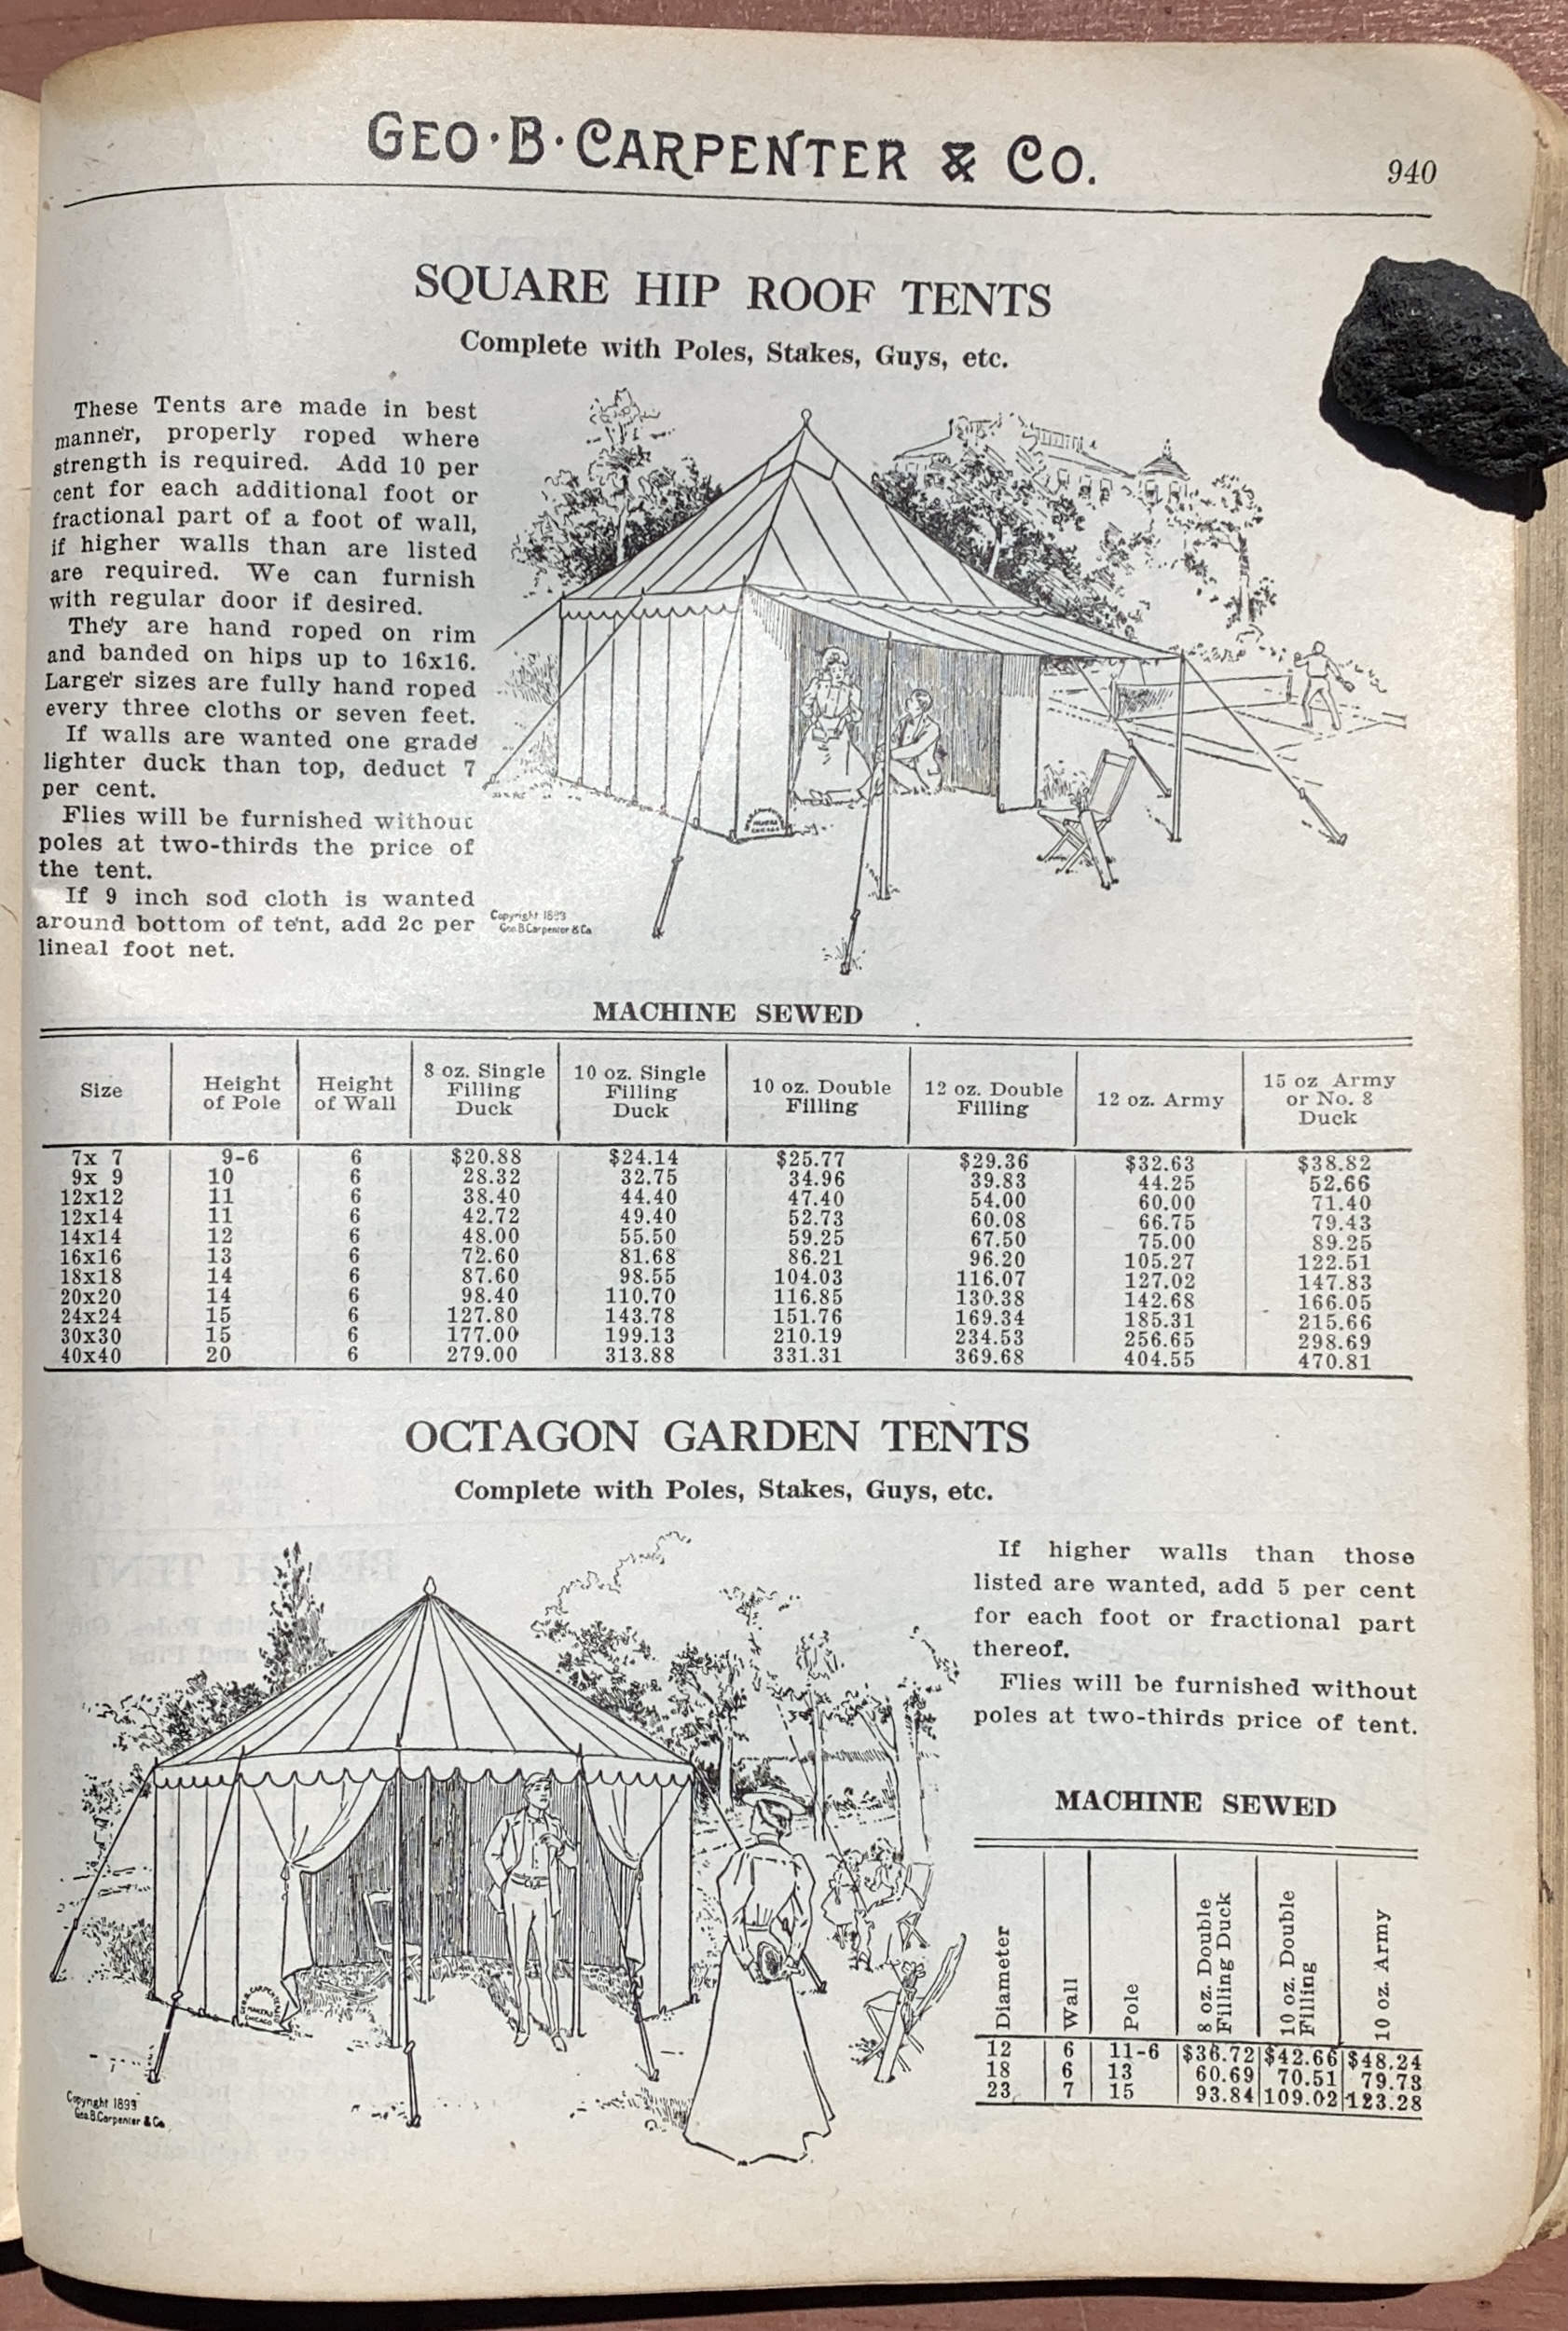 GEO·B·CARPENTER & CO.
940
SQUARE HIP ROOF TENTS
Complete with Poles, Stakes, Guys, etc.
These Tents are made in best
manner, properly roped where
strength is required. Add 10 per
cent for each additional foot or
fractional part of a foot of wall,
if higher walls than are listed
are required. We can furnish
with regular door if desired.
They are hand roped on rim
and banded on hips up to 16x16.
Larger sizes are fully hand roped
every three cloths or seven feet.
If walls are wanted one grade
lighter duck than top, deduct 7
per cent.
Flies will be furnished without
poles at two-thirds the price of
the tent.
If 9 inch sod cloth is wanted
around bottom of tent, add 2c per
lineal foot net.
Copyright 1893
Geo.B.Carpenter & Co
MACHINE SEWED
Size | Height of Pole | Height of Wall | 8 oz. Single Filling Duck | 10 oz. Single Filling Duck | 10 oz. Double Filling | 12 oz. Double Filling | 12 oz. Army | 15 oz Army or No. 8 Duck
7x 7 9-6 6 $20.88 $24.14 $25.77 $29.36 $32.63 $38.82
9x 9 10 6 28.32 32.75 34.96 39.83 44.25 52.66
12x12 11 6 38.40 44.40 47.40 54.00 60.00 71.40
12x14 11 6 42.72 49.40 52.73 60.08 66.75 79.43
14x14 12 6 48.00 55.50 59.25 67.50 75.00 89.25
16x16 13 6 72.60 81.68 86.21 96.20 105.27 122.51
18x18 14 6 87.60 98.55 104.03 116.07 127.02 147.83
20x20 14 6 98.40 110.70 116.85 130.38 142.68 166.05
24x24 15 6 127.80 143.78 151.76 169.34 185.31 215.66
30x30 15 6 177.00 199.13 210.19 234.53 256.65 298.69
40x40 20 6 279.00 313.88 331.31 369.68 404.55 470.81
OCTAGON GARDEN TENTS
Complete with Poles, Stakes, Guys, etc.
If higher walls than those
listed are wanted, add 5 per cent
for each foot or fractional part
thereof.
Flies will be furnished without
poles at two-thirds price of tent.
MACHINE SEWED
Diameter | Wall | Pole | 8 oz. Double Filling Duck | 10 oz. Double Filling | 10 oz. Army
12 6 11-6 $36.72 $42.66 $48.24
18 6 13 60.69 70.51 79.73
23 7 15 93.84 109.02 123.28
MAKERS
CHICAGO
Copyright 1893
Geo.B.Carpenter & Co.